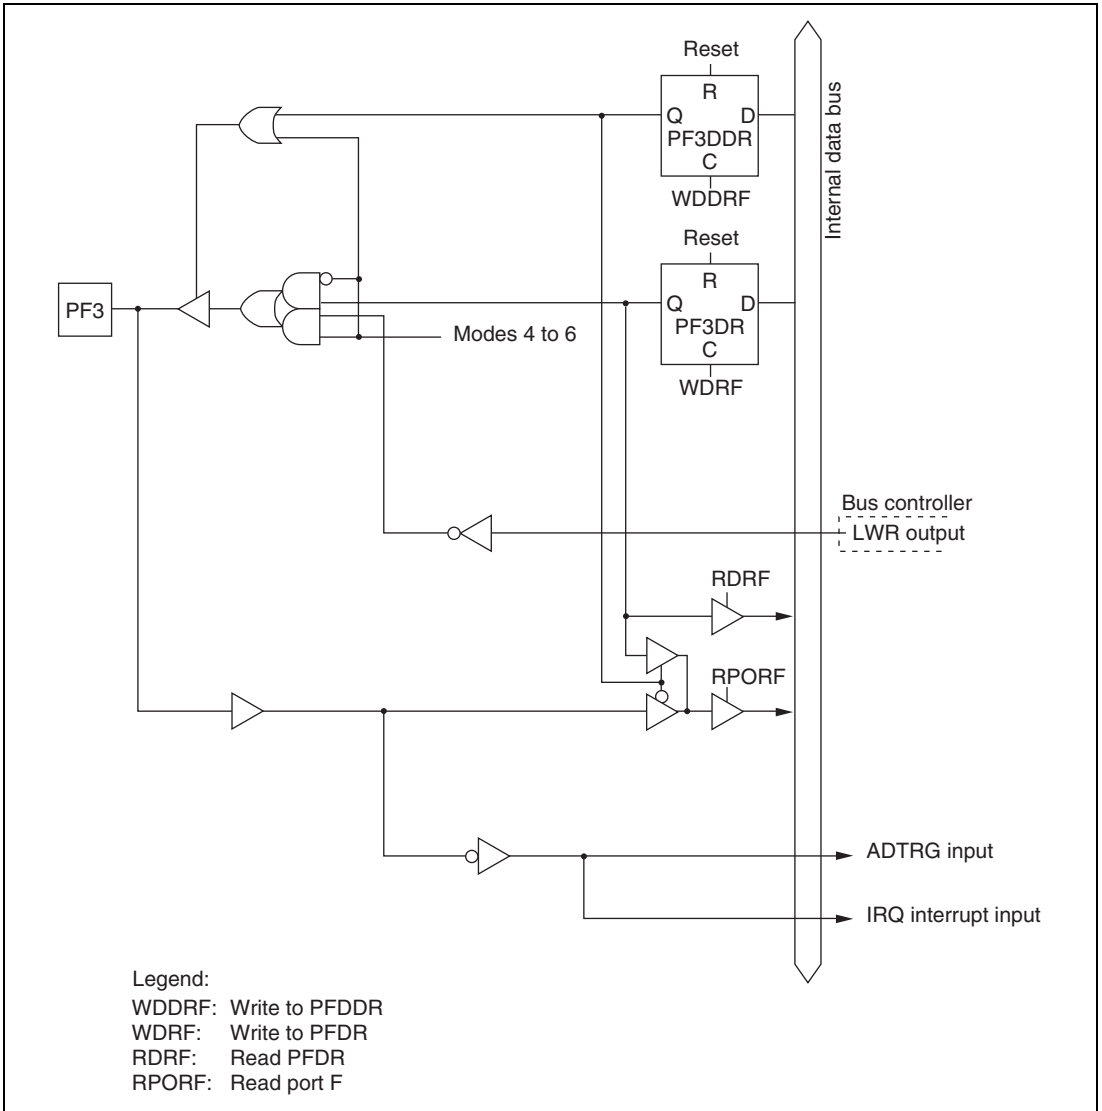 Reset
R
Q D
PF3DDR
C
WDDRF
Internal data bus
Reset
R
Q D
PF3DR
C
WDRF
PF3
Modes 4 to 6
Bus controller
LWR output
RDRF
RPORF
ADTRG input
IRQ interrupt input
Legend:
WDDRF: Write to PFDDR
WDRF: Write to PFDR
RDRF: Read PFDR
RPORF: Read port F